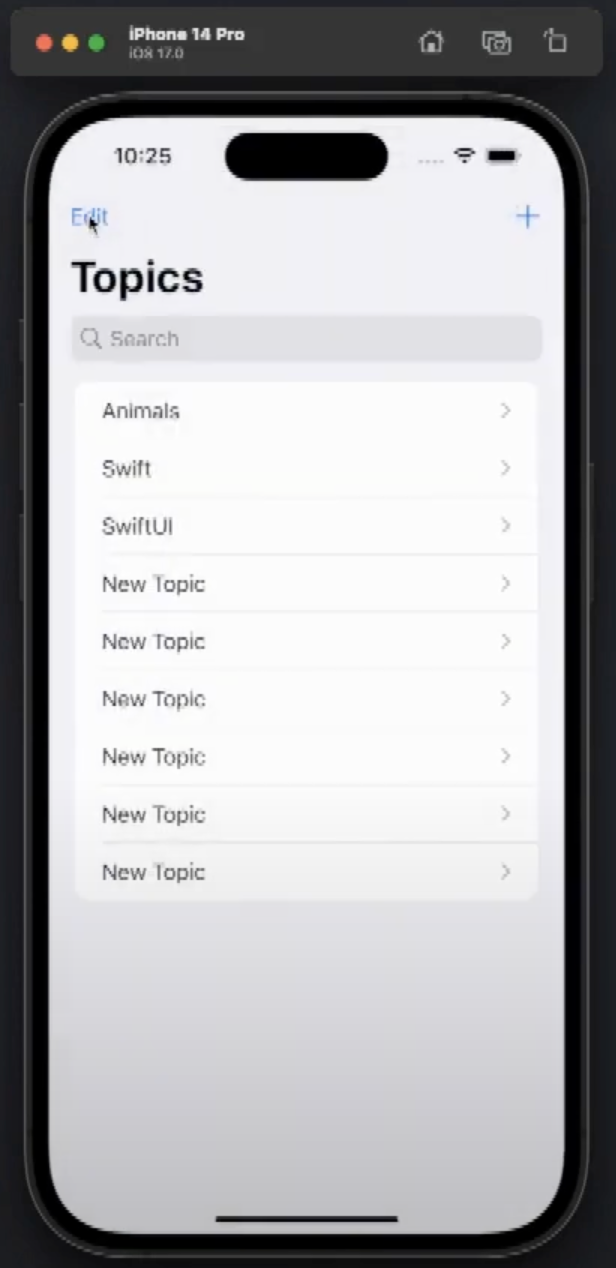 iPhone 14 Pro
iOS 17.0
10:25
Edit
Topics
Search
Animals
Swift
SwiftUI
New Topic
New Topic
New Topic
New Topic
New Topic
New Topic